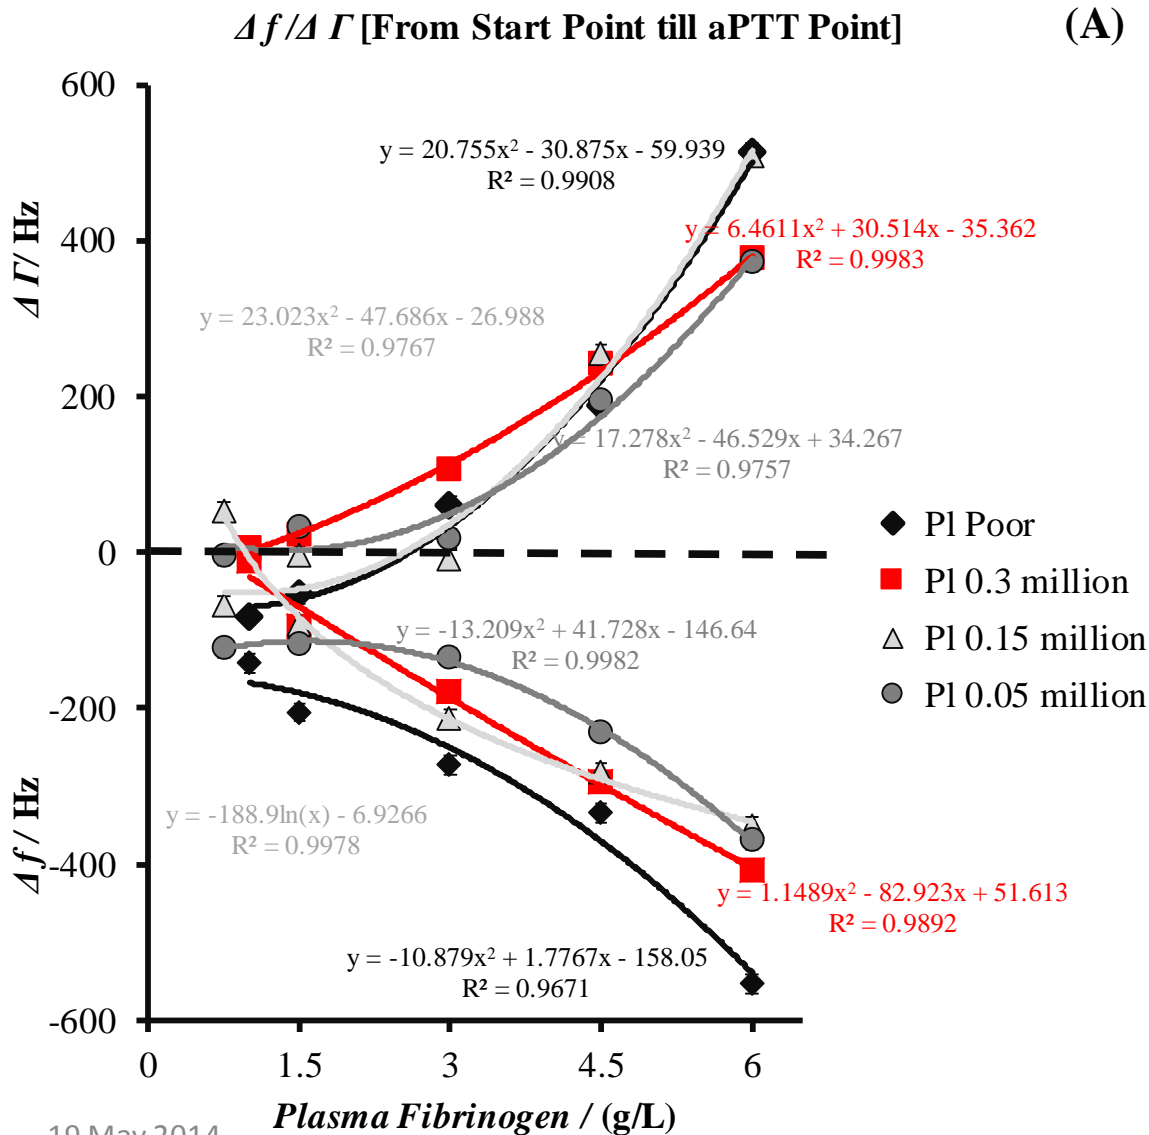 Δf/ΔΓ [From Start Point till aPTT Point]
(A)
600
400
200
0
-200
-400
-600
ΔΓ/ Hz
Δf / Hz
y = 20.755x² - 30.875x - 59.939
R² = 0.9908
y = 6.4611x² + 30.514x - 35.362
R² = 0.9983
y = 23.023x² - 47.686x - 26.988
R² = 0.9767
y = 17.278x² - 46.529x + 34.267
R² = 0.9757
Pl Poor
Pl 0.3 million
Pl 0.15 million
Pl 0.05 million
y = -13.209x² + 41.728x - 146.64
R² = 0.9982
y = -188.9ln(x) - 6.9266
R² = 0.9978
y = 1.1489x² - 82.923x + 51.613
R² = 0.9892
y = -10.879x² + 1.7767x - 158.05
R² = 0.9671
0 1.5 3 4.5 6
Plasma Fibrinogen / (g/L)
19 May 2014